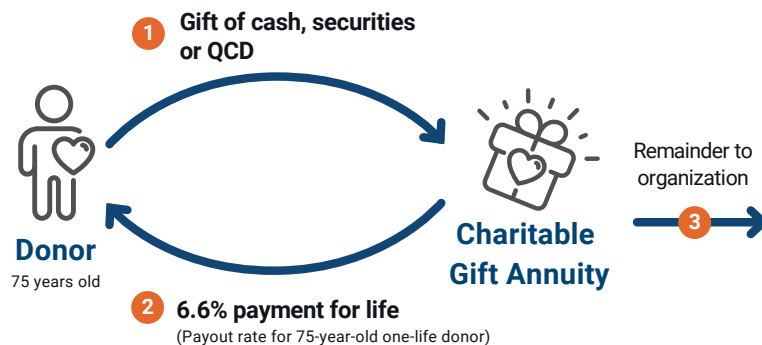 1
Gift of cash, securities
or QCD
Remainder to
organization
3
Donor
75 years old
Charitable
Gift Annuity
2
6.6% payment for life
(Payout rate for 75-year-old one-life donor)